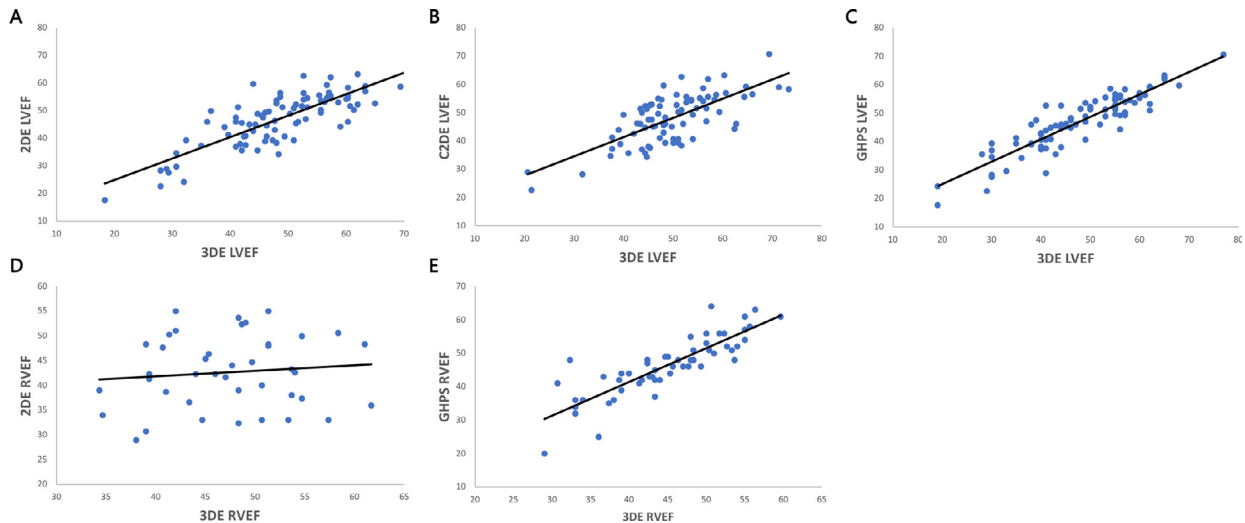 A
80
70
60
50
40
30
20
10
2DE LVEF
10 20 30 40 50 60 70
3DE LVEF
B
80
70
60
50
40
30
20
10
C2DE LVEF
10 20 30 40 50 60 70 80
3DE LVEF
C
80
70
60
50
40
30
20
10
GHPS LVEF
10 20 30 40 50 60 70 80
3DE LVEF
D
60
55
50
45
40
35
30
25
20
2DE RVEF
30 35 40 45 50 55 60 65
3DE RVEF
E
70
60
50
40
30
20
10
GHPS RVEF
20 25 30 35 40 45 50 55 60 65
3DE RVEF